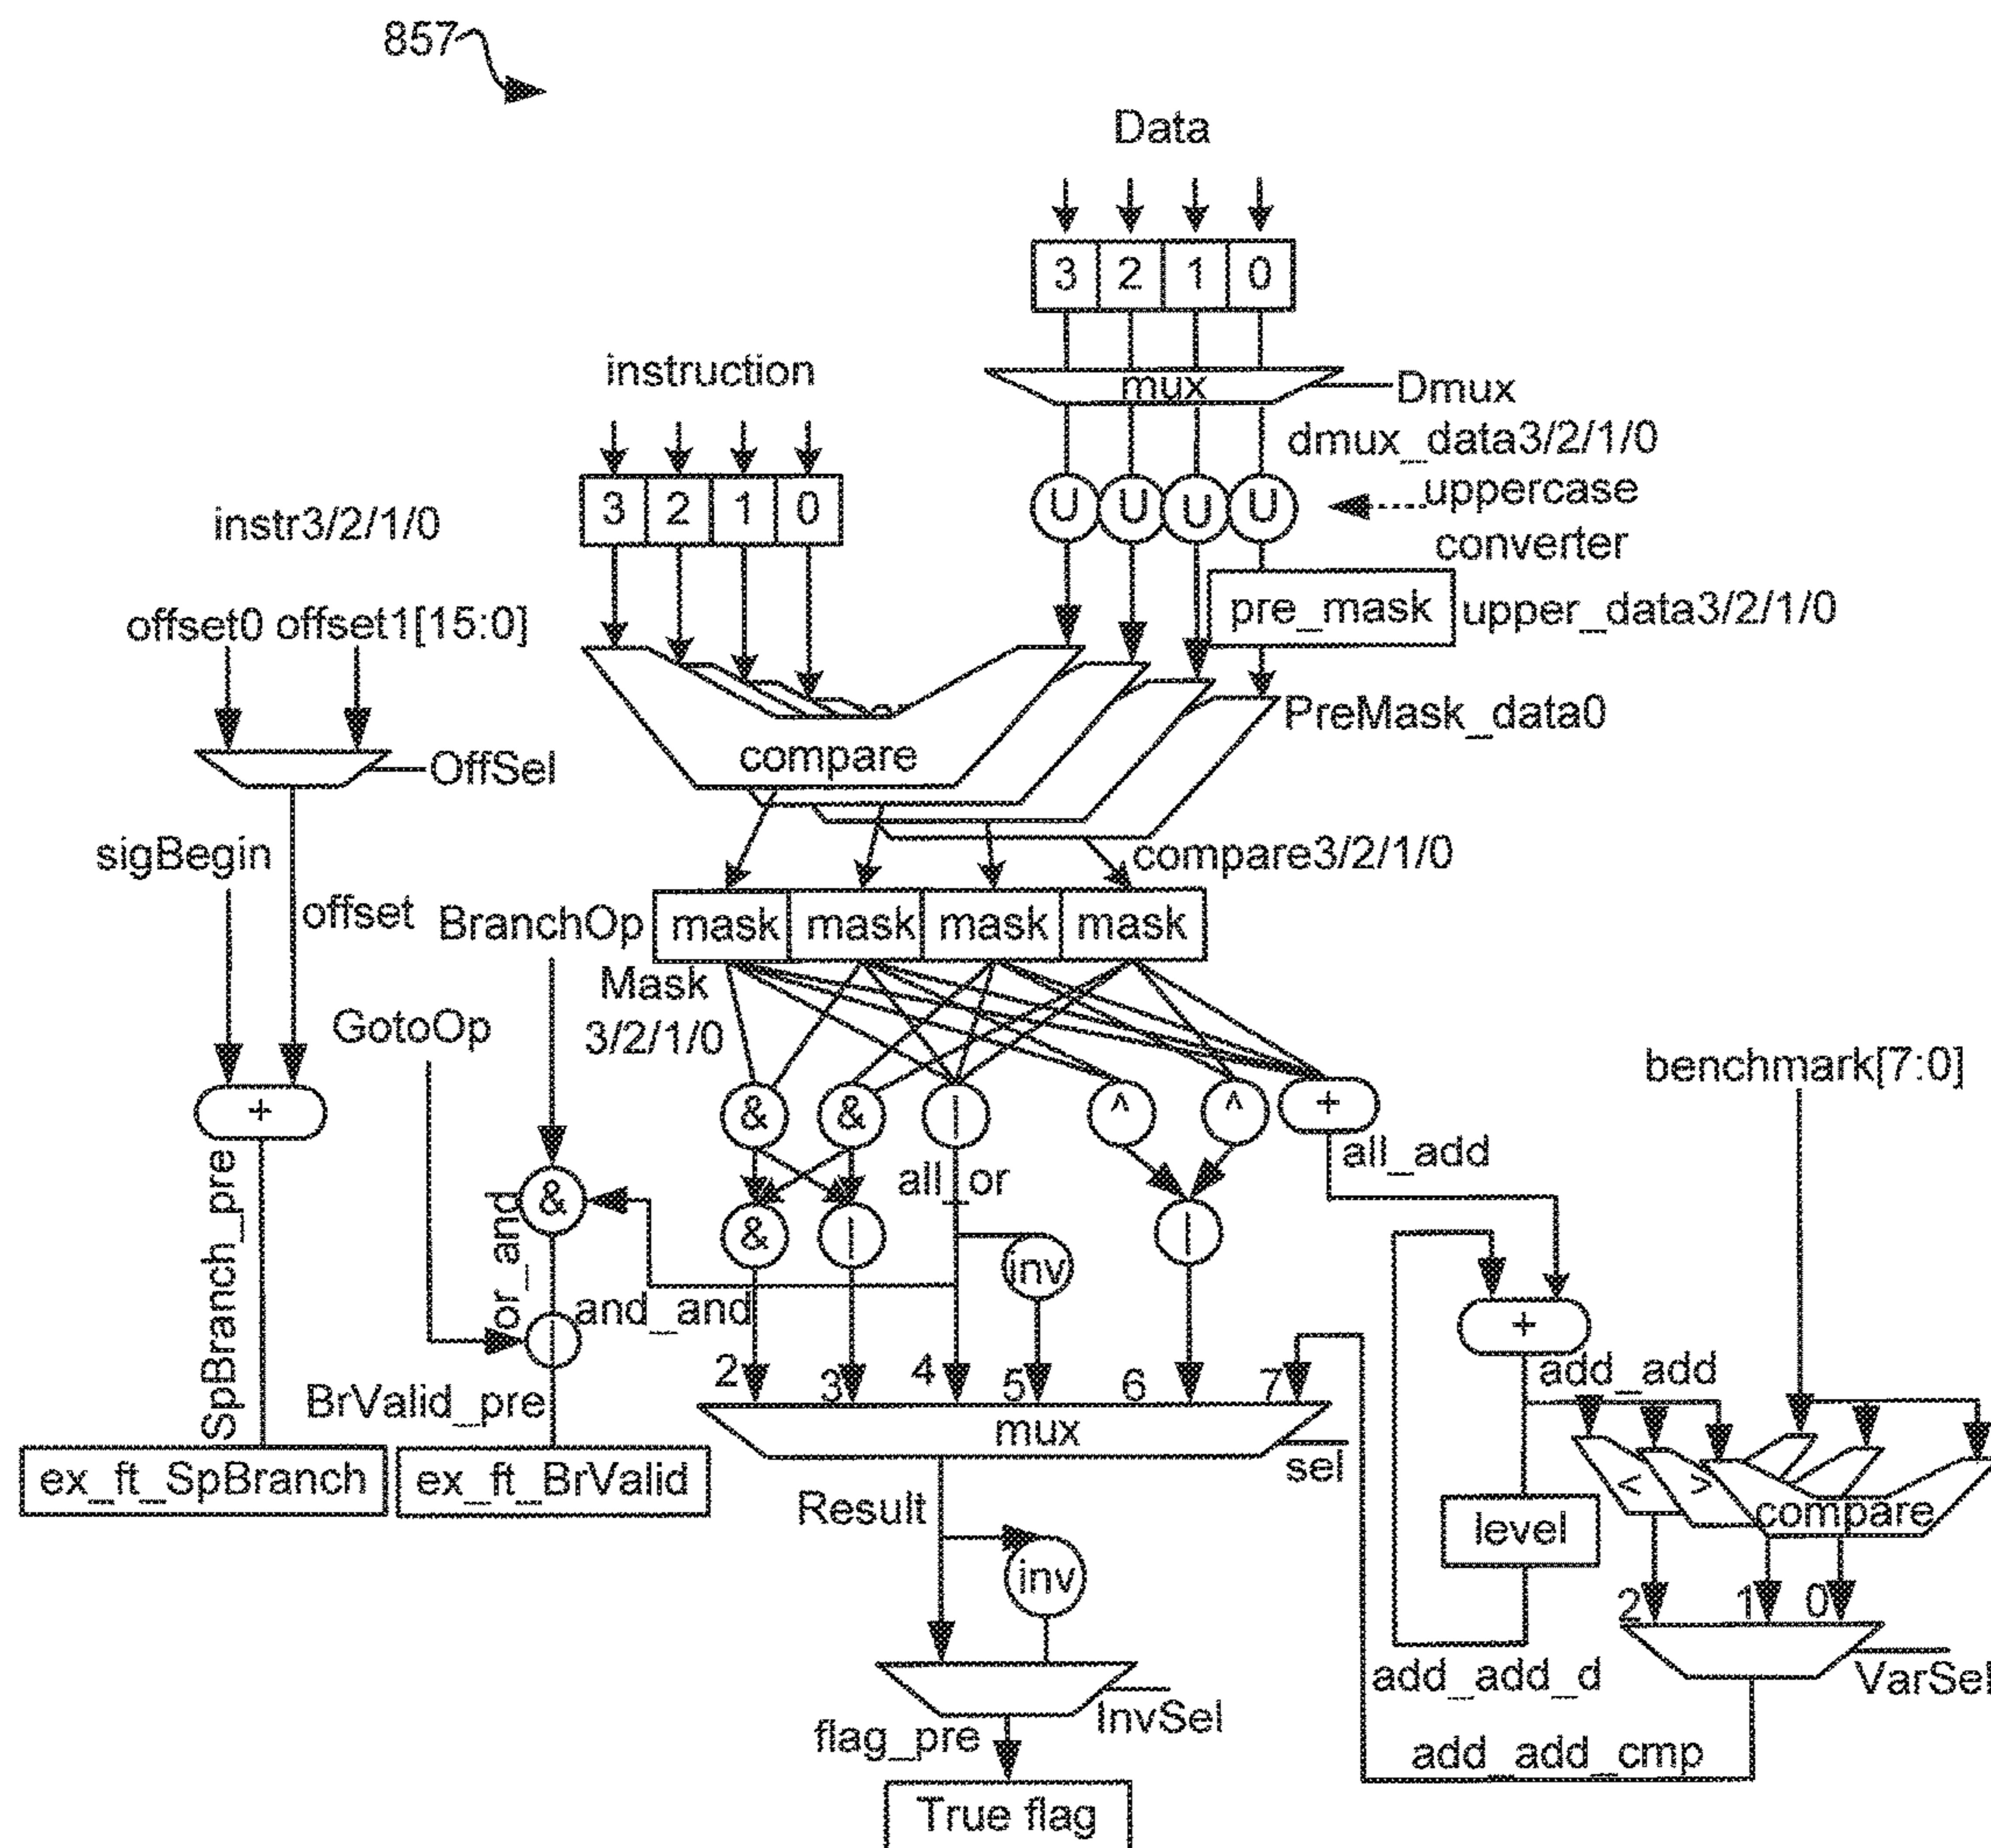 857
Data
3 2 1 0
instruction
mux
Dmux
dmux_data3/2/1/0
3 2 1 0
U U U U
uppercase
converter
instr3/2/1/0
pre_mask
upper_data3/2/1/0
offset0 offset1[15:0]
PreMask_data0
compare
OffSel
sigBegin
compare3/2/1/0
offset
BranchOp
mask mask mask mask
Mask
3/2/1/0
GotoOp
benchmark[7:0]
+
& & | ^ ^ +
all_add
SpBranch_pre
or_and
&
all_or
& | |
inv
and_and
|
+
add_add
2 3 4 5 6 7
BrValid_pre
mux
sel
ex_ft_SpBranch
ex_ft_BrValid
< > compare
Result
level
inv
2 1 0
add_add_d
VarSel
InvSel
flag_pre
add_add_cmp
True flag